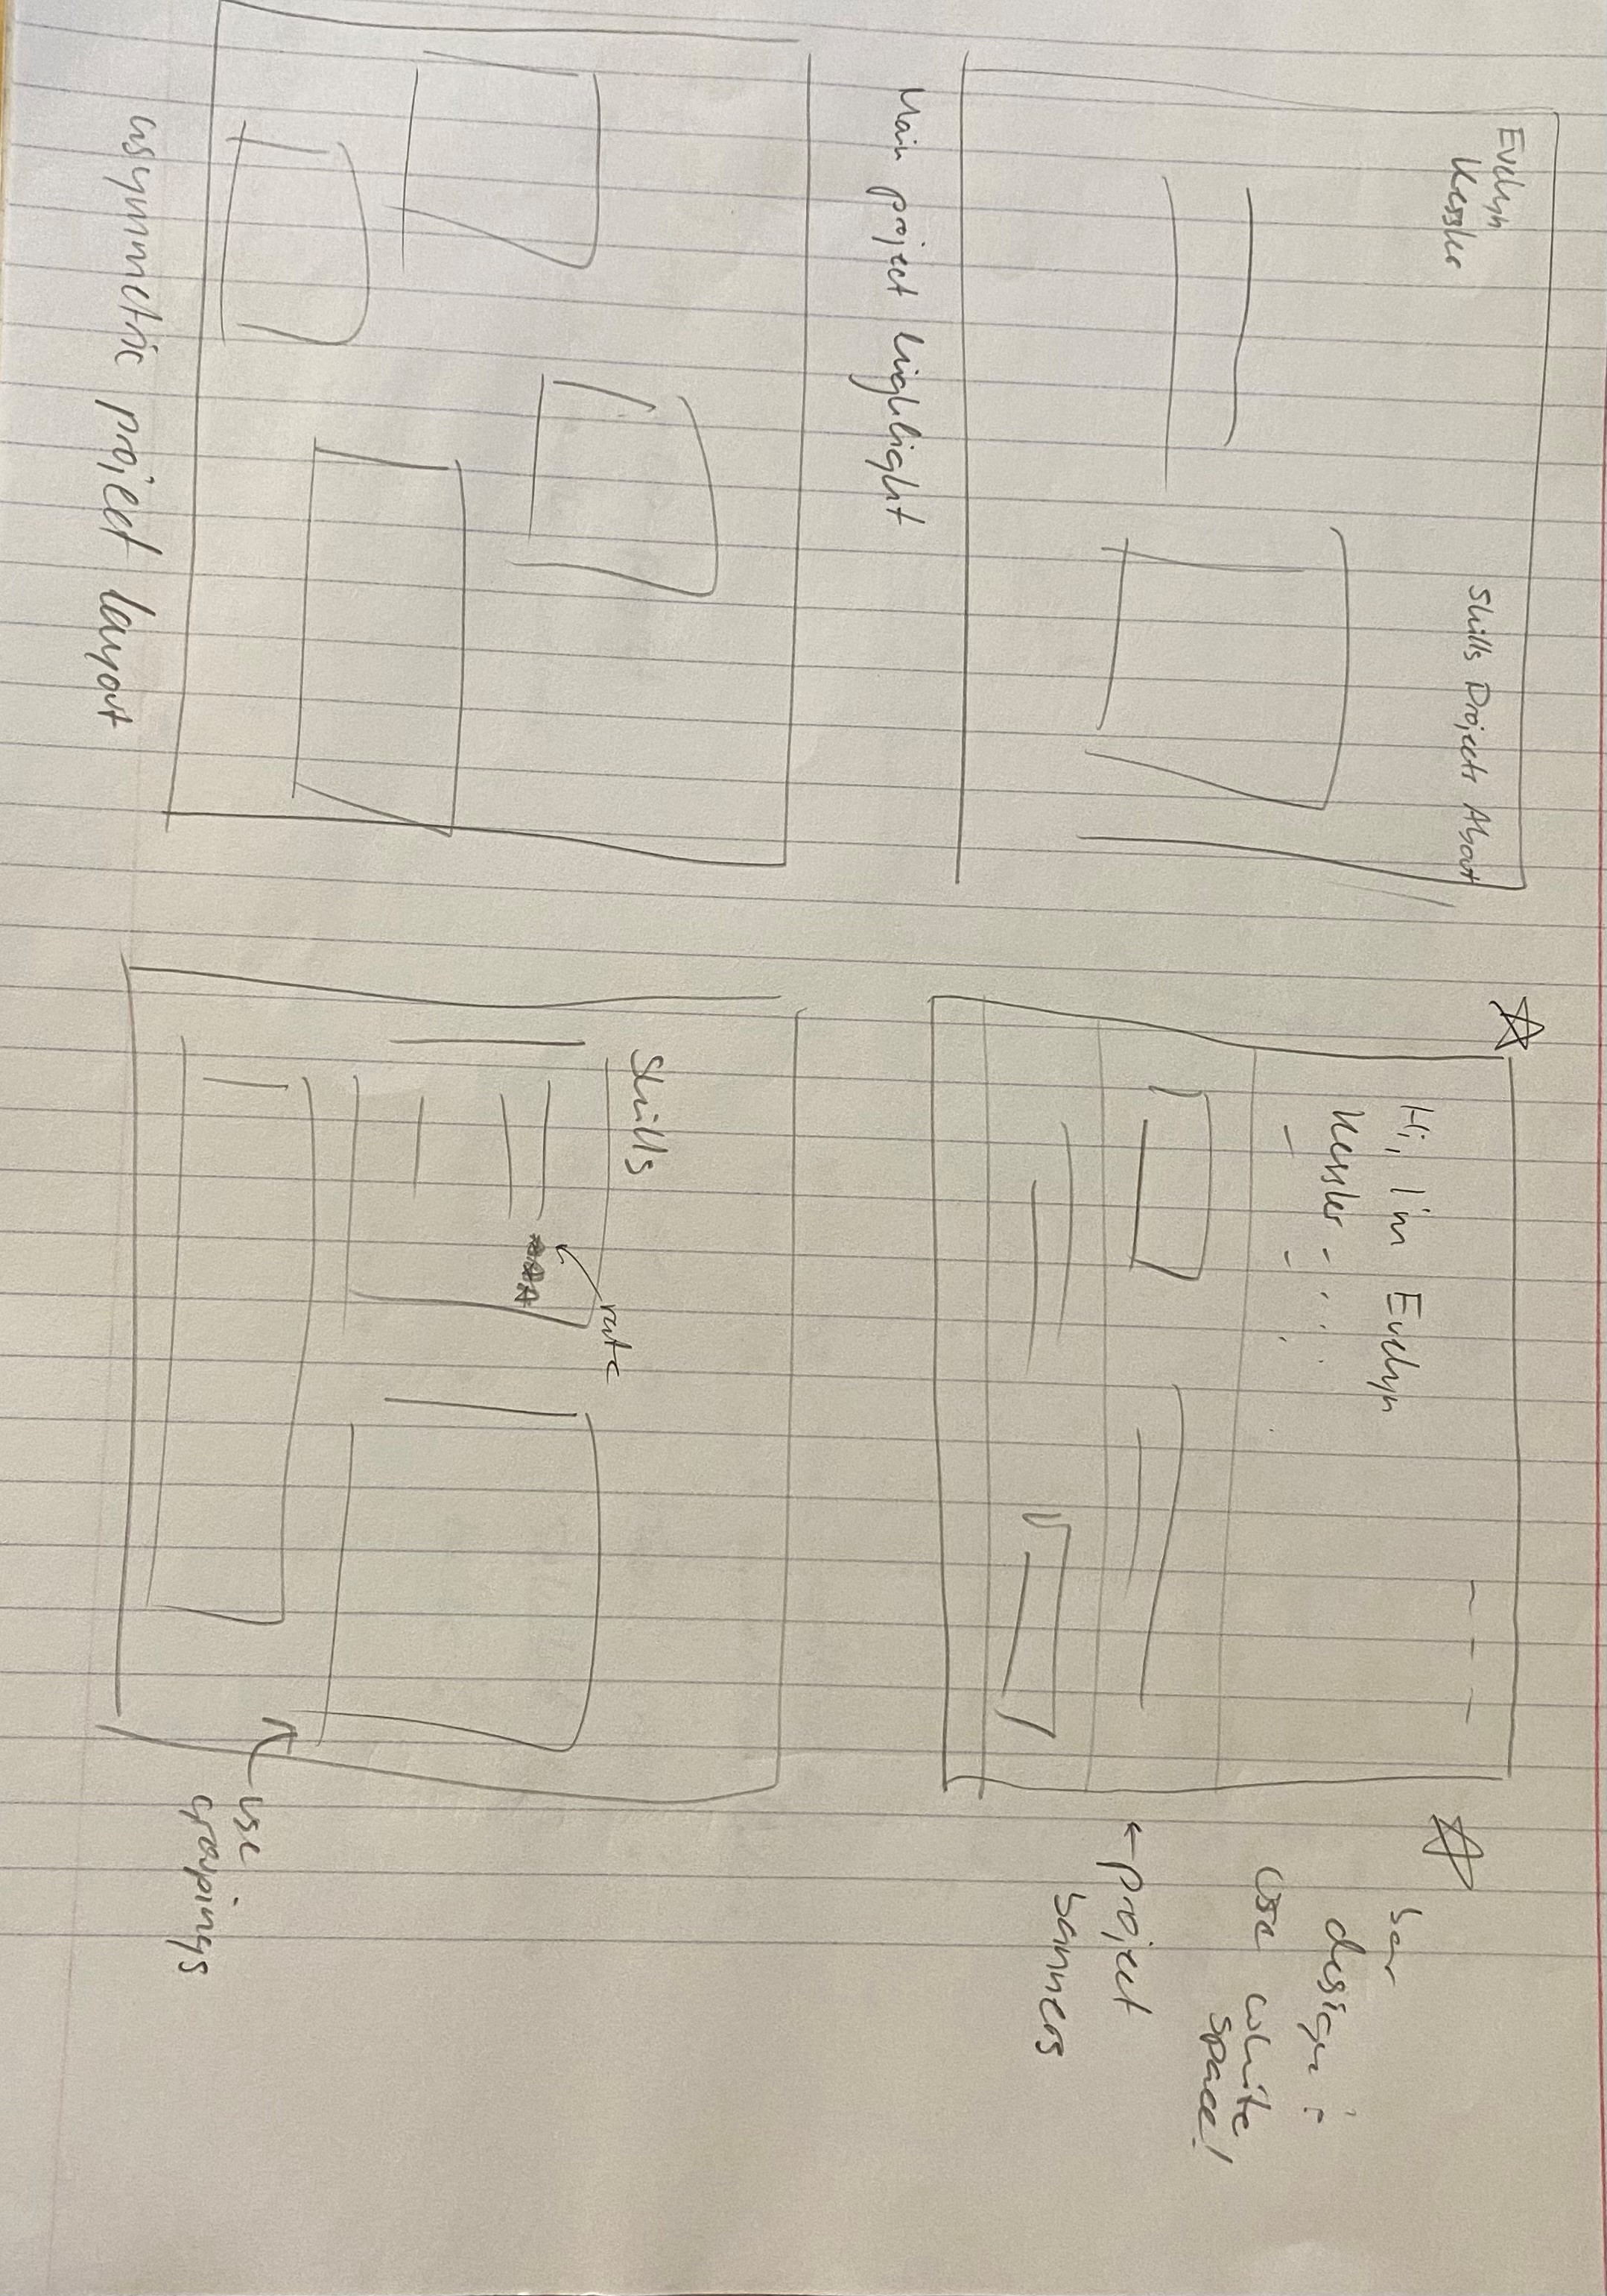 Evelyn
Kessler
Skills Projects About
Main project highlight
Hi, I'm Evelyn
Kessler
bar
design:
use white
space!
← project
banners
asymmetric project layout
Skills
rate
use
groupings